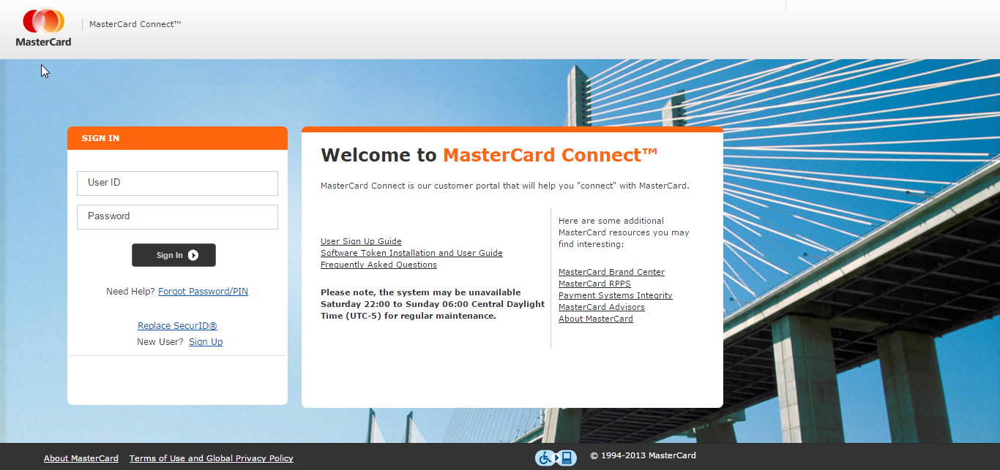 MasterCard
MasterCard Connect™
SIGN IN
User ID
Password
Sign In
Need Help? Forgot Password/PIN
Replace SecurID®
New User? Sign Up
Welcome to MasterCard Connect™
MasterCard Connect is our customer portal that will help you "connect" with MasterCard.
User Sign Up Guide
Software Token Installation and User Guide
Frequently Asked Questions
Please note, the system may be unavailable
Saturday 22:00 to Sunday 06:00 Central Daylight
Time (UTC-5) for regular maintenance.
Here are some additional
MasterCard resources you may
find interesting:
MasterCard Brand Center
MasterCard RPPS
Payment Systems Integrity
MasterCard Advisors
About MasterCard
About MasterCard
Terms of Use and Global Privacy Policy
© 1994-2013 MasterCard